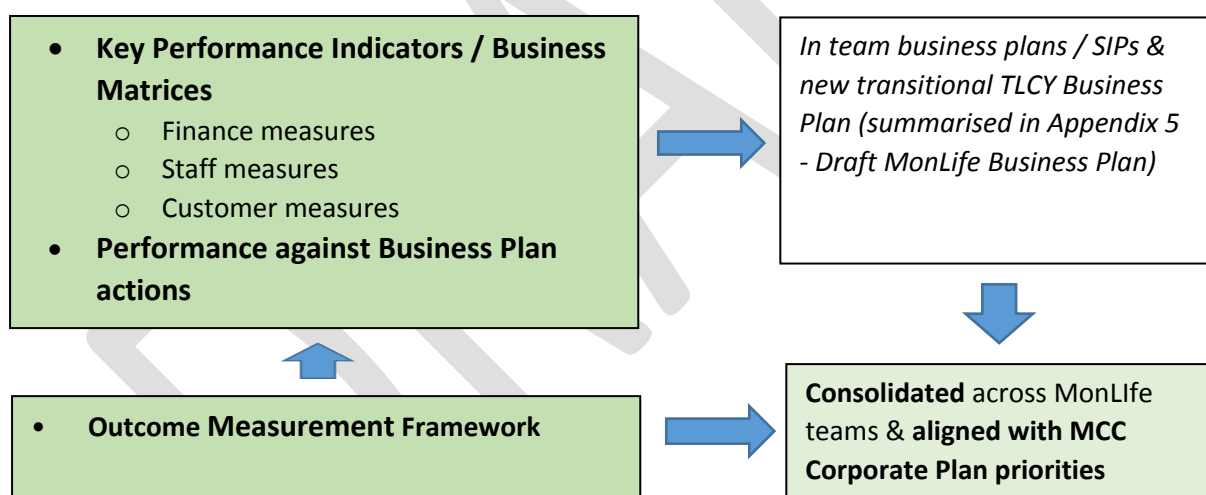 • Key Performance Indicators / Business
Matrices
o Finance measures
o Staff measures
o Customer measures
• Performance against Business Plan
actions
In team business plans / SIPs &
new transitional TLCY Business
Plan (summarised in Appendix 5
- Draft MonLife Business Plan)
• Outcome Measurement Framework
Consolidated across MonLIfe
teams & aligned with MCC
Corporate Plan priorities